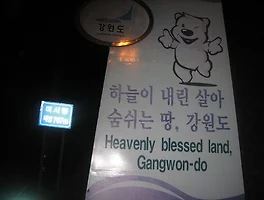 강원도
하늘이 내린 살아
숨쉬는 땅, 강원도
Heavenly blessed land,
Gangwon-do